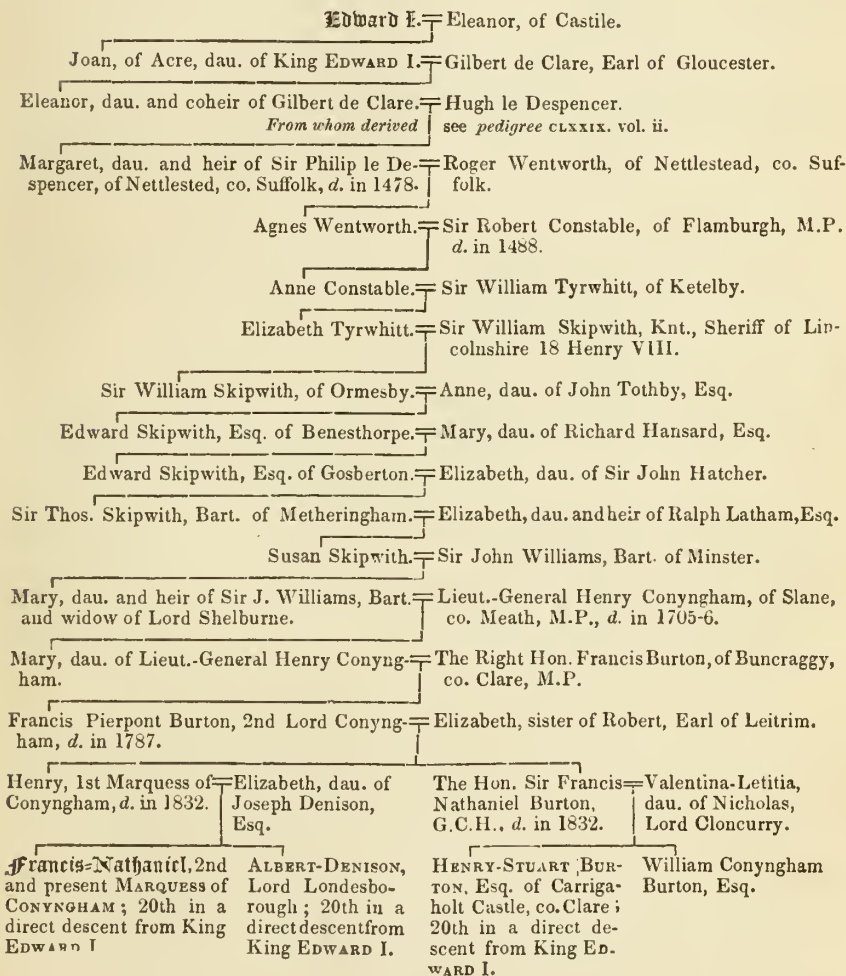 Edward I. Eleanor, of Castile.
Joan, of Acre, dau. of King EDWARD I. Gilbert de Clare, Earl of Gloucester.
Eleanor, dau. and coheir of Gilbert de Clare. Hugh le Despencer.
From whom derived see pedigree CLXXIX. vol. ii.
Margaret, dau. and heir of Sir Philip le De- Roger Wentworth, of Nettlestead, co. Suf-
spencer, of Nettlested, co. Suffolk, d. in 1478. folk.
Agnes Wentworth. Sir Robert Constable, of Flamburgh, M.P.
d. in 1488.
Anne Constable. Sir William Tyrwhitt, of Ketelby.
Elizabeth Tyrwhitt. Sir William Skipwith, Knt., Sheriff of Lin-
colnshire 18 Henry VIII.
Sir William Skipwith, of Ormesby. Anne, dau. of John Tothby, Esq.
Edward Skipwith, Esq. of Benesthorpe. Mary, dau. of Richard Hansard, Esq.
Edward Skipwith, Esq. of Gosberton. Elizabeth, dau. of Sir John Hatcher.
Sir Thos. Skipwith, Bart. of Metheringham. Elizabeth, dau. and heir of Ralph Latham, Esq.
Susan Skipwith. Sir John Williams, Bart. of Minster.
Mary, dau. and heir of Sir J. Williams, Bart. Lieut.-General Henry Conyngham, of Slane,
and widow of Lord Shelburne. co. Meath, M.P., d. in 1705-6.
Mary, dau. of Lieut.-General Henry Conyng- The Right Hon. Francis Burton, of Buncraggy,
ham. co. Clare, M.P.
Francis Pierpont Burton, 2nd Lord Conyng- Elizabeth, sister of Robert, Earl of Leitrim.
ham, d. in 1787.
Henry, 1st Marquess of
Conyngham, d. in 1832.
Elizabeth, dau. of
Joseph Denison,
Esq.
The Hon. Sir Francis
Nathaniel Burton,
G.C.H., d. in 1832.
Valentina-Letitia,
dau. of Nicholas,
Lord Cloncurry.
Francis-Nathaniel, 2nd
and present MARQUESS of
CONYNGHAM; 20th in a
direct descent from King
EDWARD I
ALBERT-DENISON,
Lord Londesbo-
rough; 20th in a
direct descent from
King EDWARD I.
HENRY-STUART BUR-
TON, Esq. of Carriga-
holt Castle, co. Clare;
20th in a direct de-
scent from King ED-
WARD I.
William Conyngham
Burton, Esq.